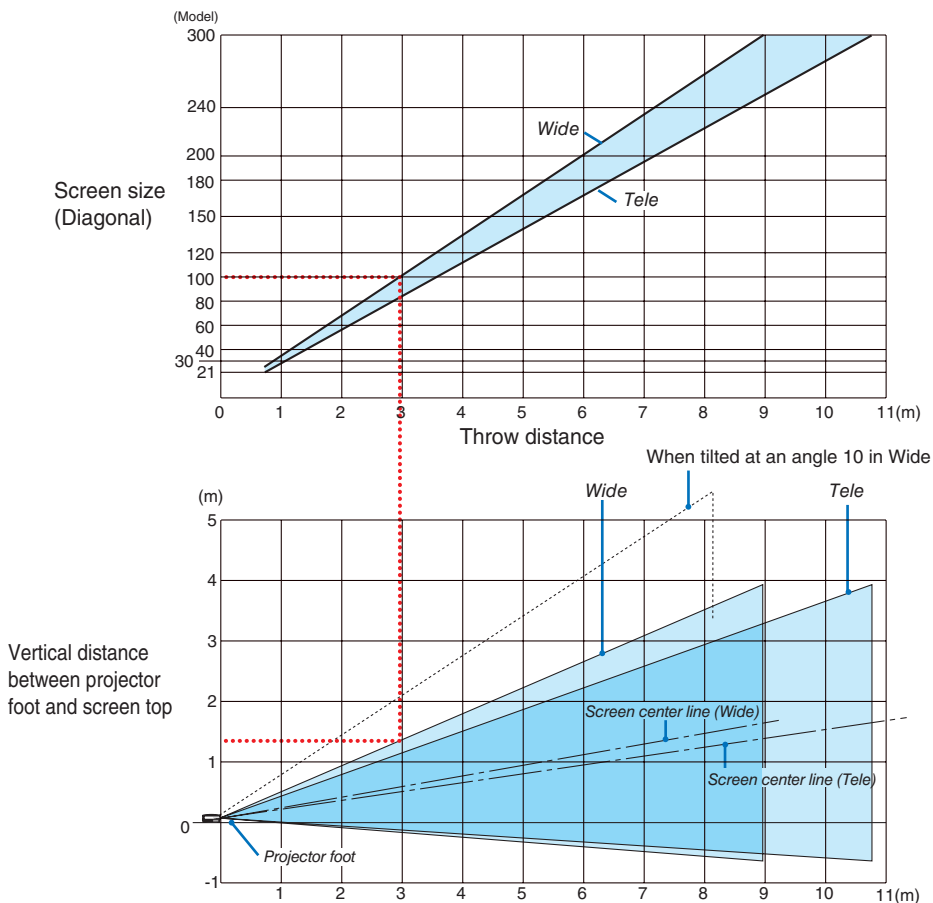 (Model)
300
240
200
180
150
120
100
80
60
40
30
21
Screen size
(Diagonal)
Wide
Tele
0 1 2 3 4 5 6 7 8 9 10 11(m)
Throw distance
When tilted at an angle 10 in Wide
Wide
Tele
(m)
5
4
3
2
1
0
-1
Vertical distance
between projector
foot and screen top
Screen center line (Wide)
Screen center line (Tele)
Projector foot
1 2 3 4 5 6 7 8 9 10 11(m)